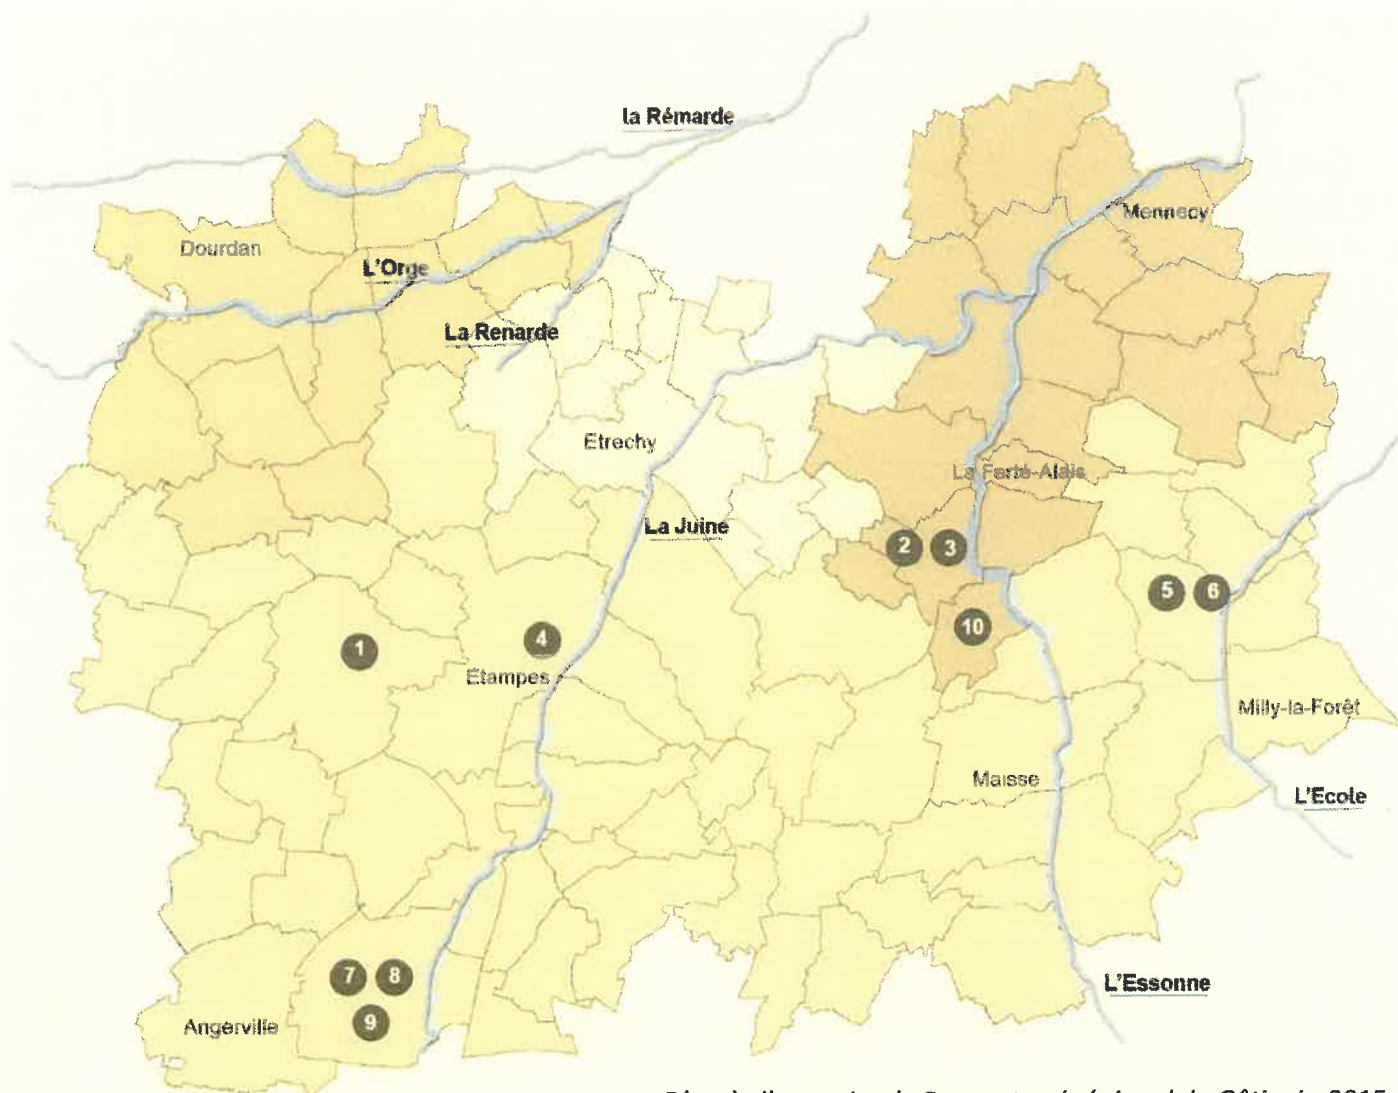 la Rémarde
Mennecy
Dourdan
L'Orge
La Renarde
Etrechy
La Ferté-Alais
La Juine
2
3
5
6
10
1
4
Etampes
Milly-la-Forêt
Maisse
L'Ecole
7
8
L'Essonne
9
Angerville